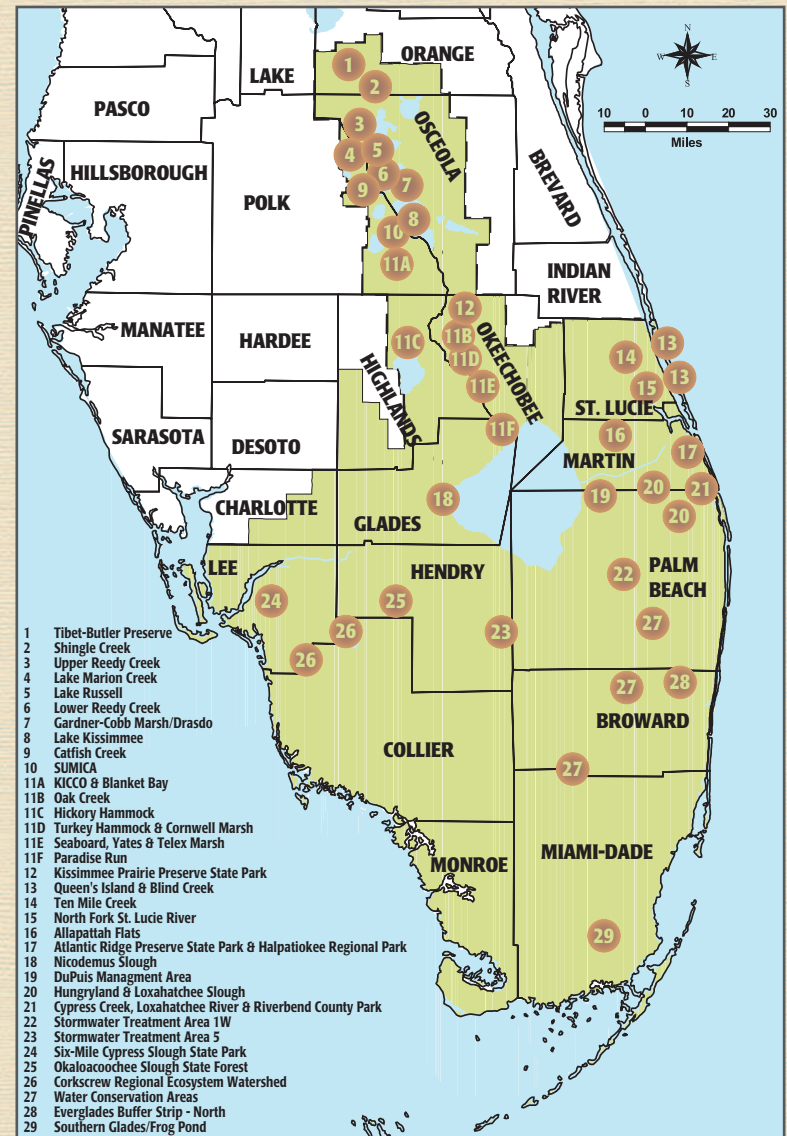 N
W E
S
10 0 10 20 30
Miles
ORANGE
LAKE
PASCO
OSCEOLA
HILLSBOROUGH
PINELLAS
POLK
BREVARD
INDIAN
RIVER
MANATEE
HARDEE
HIGHLANDS
OKEECHOBEE
ST. LUCIE
SARASOTA
DESOTO
MARTIN
CHARLOTTE
GLADES
LEE
HENDRY
PALM
BEACH
BROWARD
COLLIER
MONROE
MIAMI-DADE
1
2
3
4
5
6
7
9
8
10
11A
12
11B
11C
11D
11E
11F
13
13
14
15
16
17
18
19
20
21
20
22
24
25
26
23
27
26
27
28
27
29
1 Tibet-Butler Preserve
2 Shingle Creek
3 Upper Reedy Creek
4 Lake Marion Creek
5 Lake Russell
6 Lower Reedy Creek
7 Gardner-Cobb Marsh/Drasdo
8 Lake Kissimmee
9 Catfish Creek
10 SUMICA
11A KICCO & Blanket Bay
11B Oak Creek
11C Hickory Hammock
11D Turkey Hammock & Cornwell Marsh
11E Seaboard, Yates & Telex Marsh
11F Paradise Run
12 Kissimmee Prairie Preserve State Park
13 Queen's Island & Blind Creek
14 Ten Mile Creek
15 North Fork St. Lucie River
16 Allapattah Flats
17 Atlantic Ridge Preserve State Park & Halpatiokee Regional Park
18 Nicodemus Slough
19 DuPuis Managment Area
20 Hungryland & Loxahatchee Slough
21 Cypress Creek, Loxahatchee River & Riverbend County Park
22 Stormwater Treatment Area 1W
23 Stormwater Treatment Area 5
24 Six-Mile Cypress Slough State Park
25 Okaloacoochee Slough State Forest
26 Corkscrew Regional Ecosystem Watershed
27 Water Conservation Areas
28 Everglades Buffer Strip - North
29 Southern Glades/Frog Pond